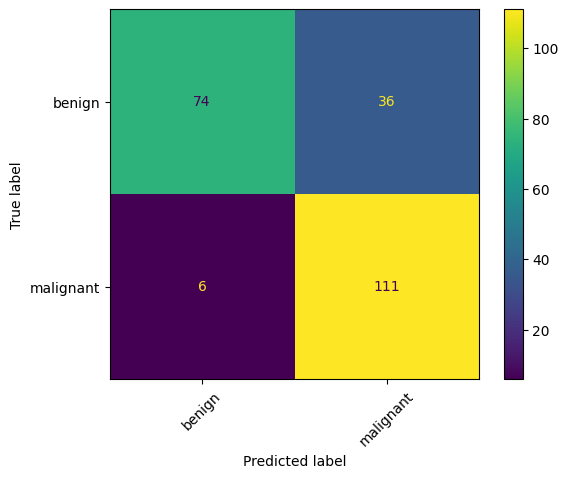 benign
74
36
malignant
6
111
benign
malignant
Predicted label
True label
100
80
60
40
20